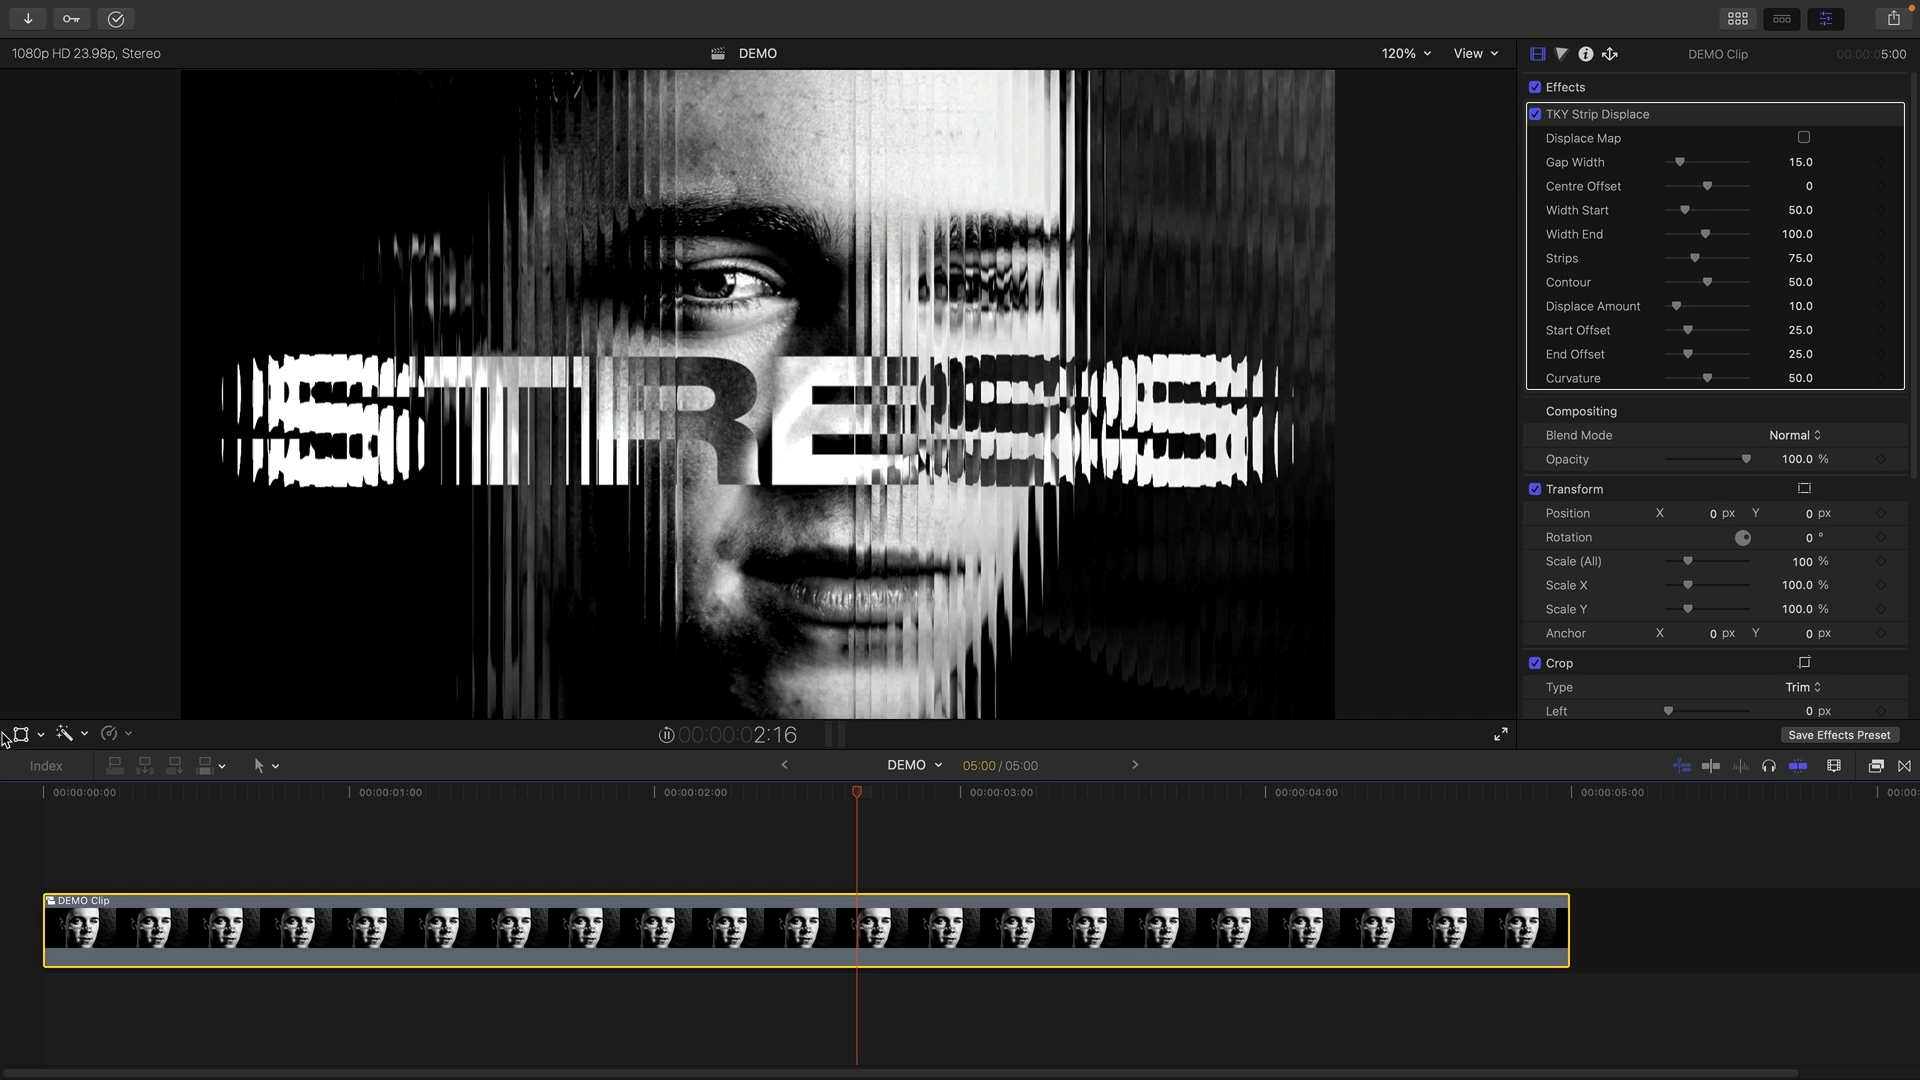 1080p HD 23.98p, Stereo
DEMO
120%
View
DEMO Clip
00:00:05:00
Effects
TKY Strip Displace
Displace Map
Gap Width 15.0
Centre Offset 0
Width Start 50.0
Width End 100.0
Strips 75.0
Contour 50.0
Displace Amount 10.0
Start Offset 25.0
End Offset 25.0
Curvature 50.0
Compositing
Blend Mode Normal
Opacity 100.0 %
Transform
Position X 0 px Y 0 px
Rotation 0 °
Scale (All) 100 %
Scale X 100.0 %
Scale Y 100.0 %
Anchor X 0 px Y 0 px
Crop
Type Trim
Left 0 px
STRESS
00:00:02:16
Save Effects Preset
Index
DEMO
05:00 / 05:00
00:00:00:00 00:00:01:00 00:00:02:00 00:00:03:00 00:00:04:00 00:00:05:00 00:00:
DEMO Clip